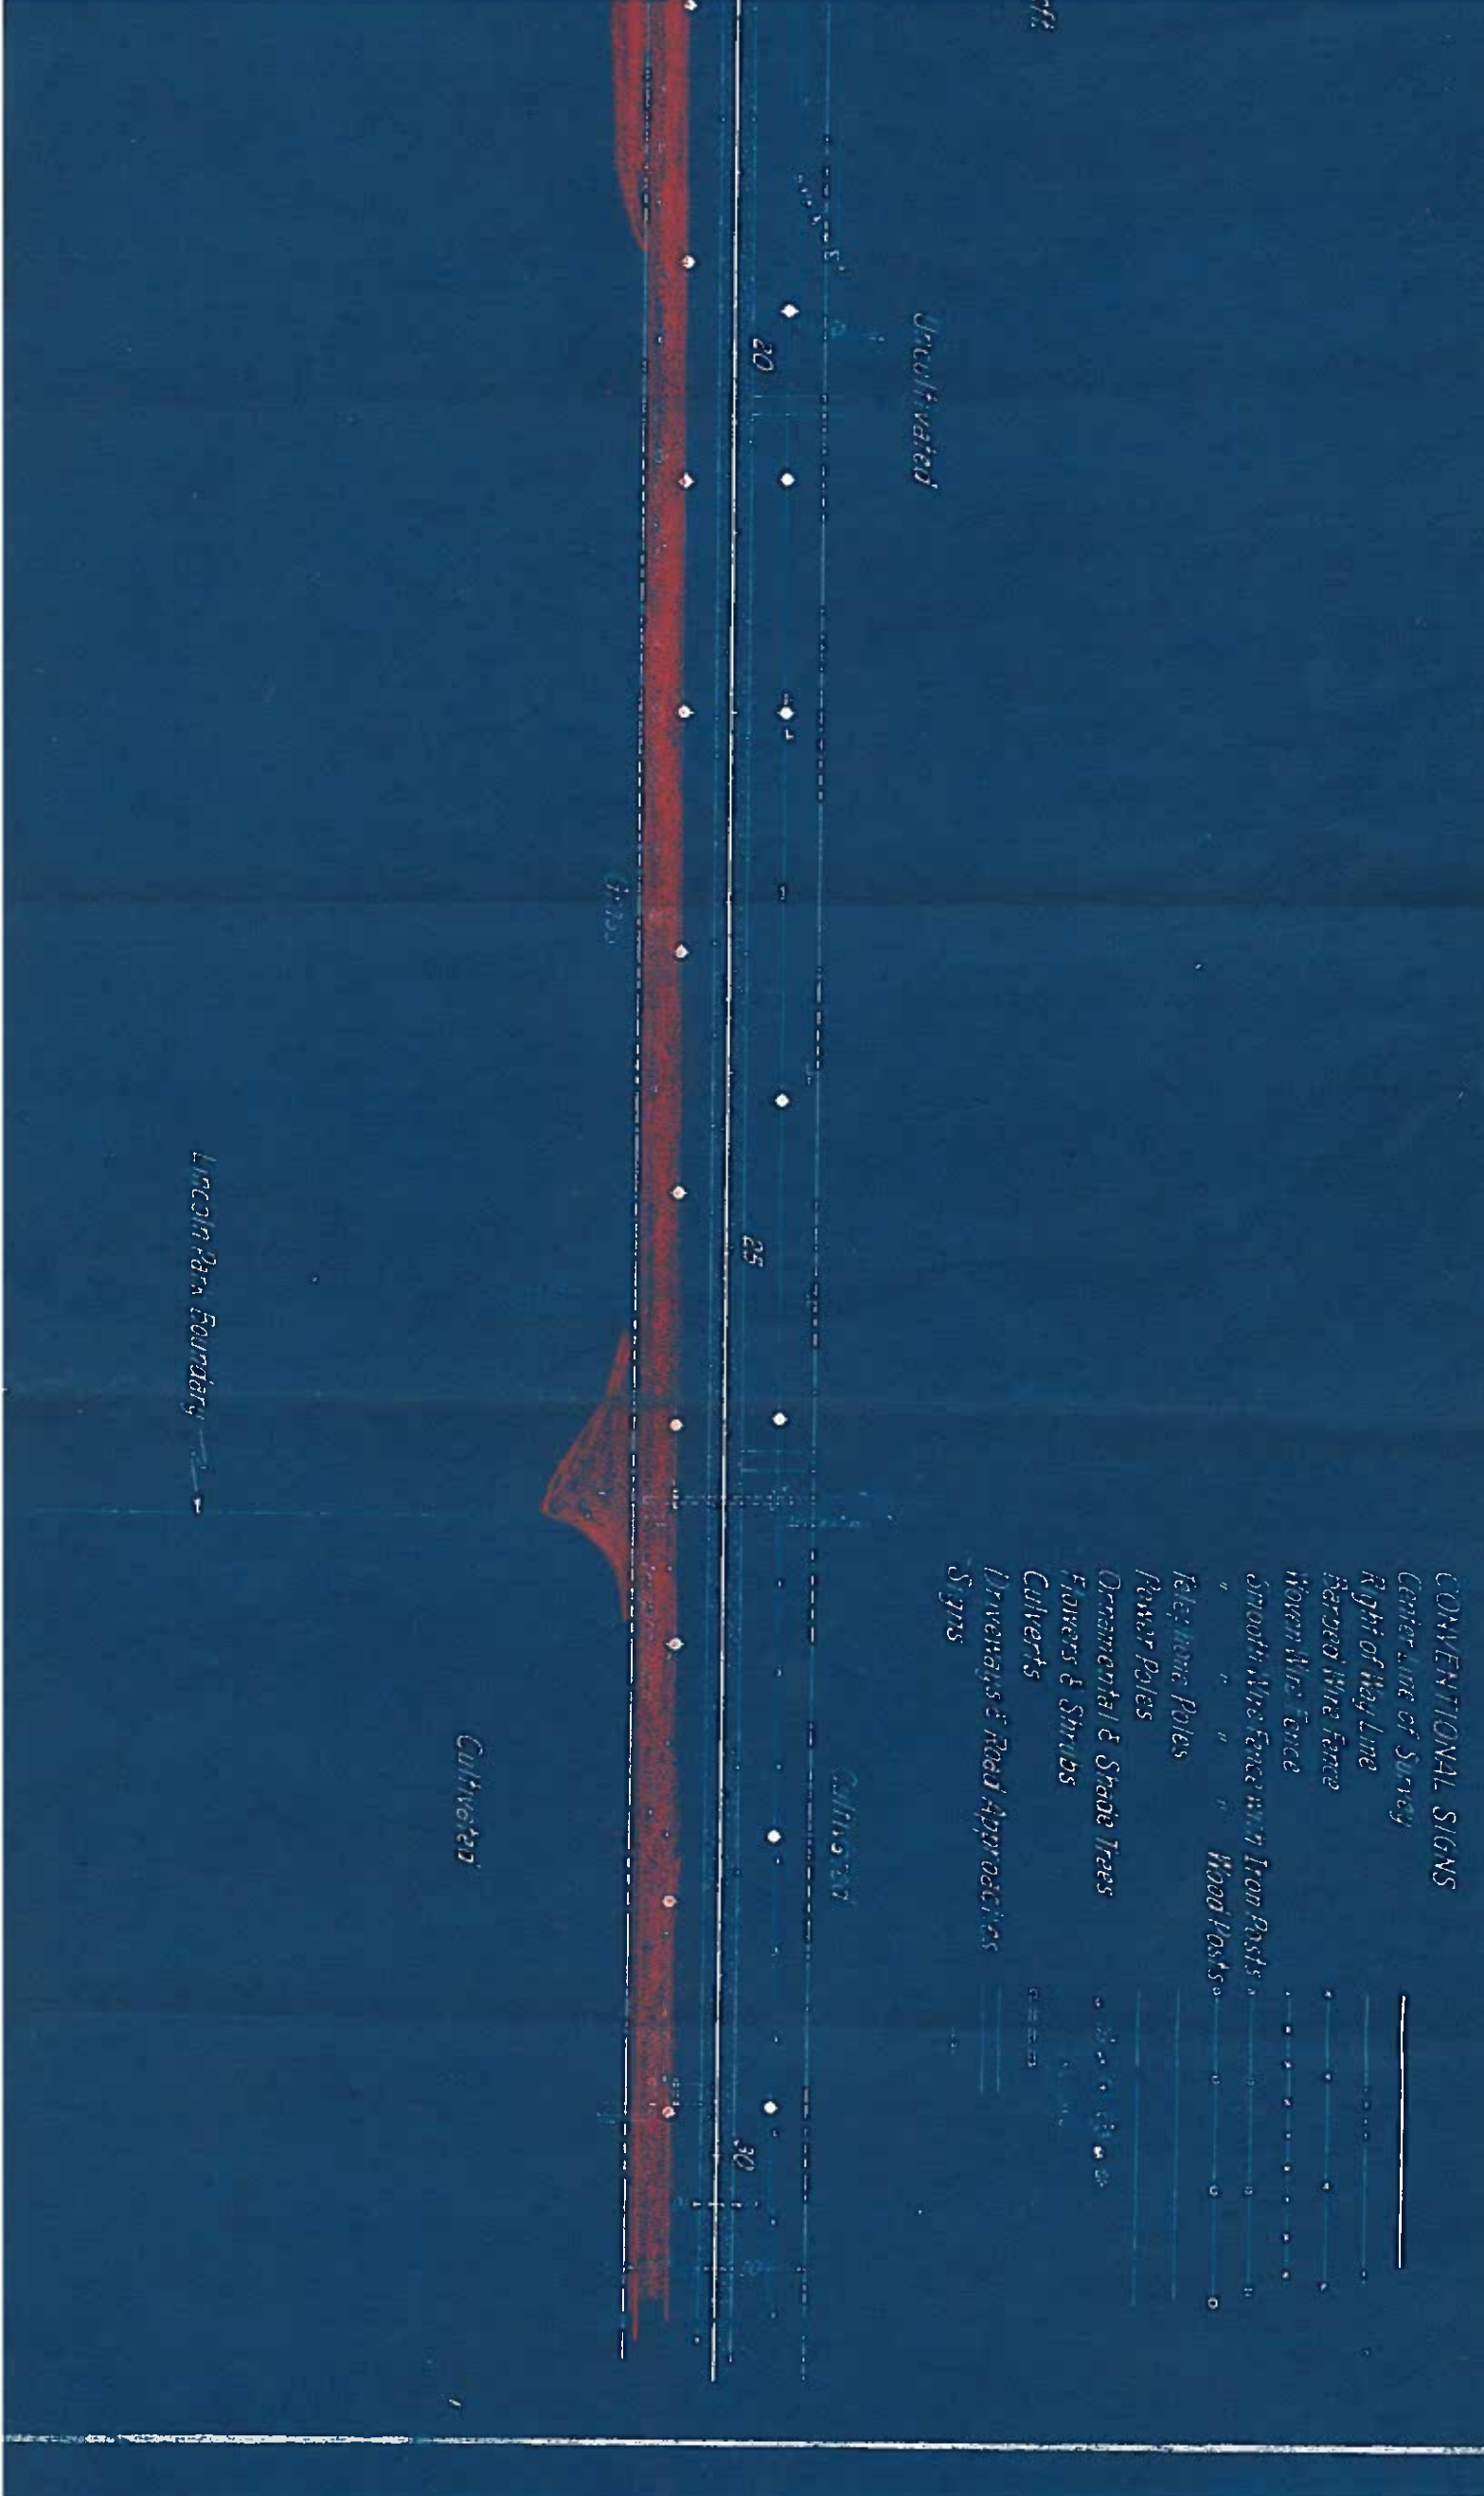 Uncultivated
20
Grass
25
Lincoln Park Boundary
Cultivated
Cultivated
30
CONVENTIONAL SIGNS
Center Line of Survey
Right of Way Line
Barbed Wire Fence
Woven Wire Fence
Smooth Wire Fence with Iron Posts
" " " " Wood Posts
Telephone Poles
Power Poles
Ornamental & Shade Trees
Flowers & Shrubs
Culverts
Driveways & Road Approaches
Signs